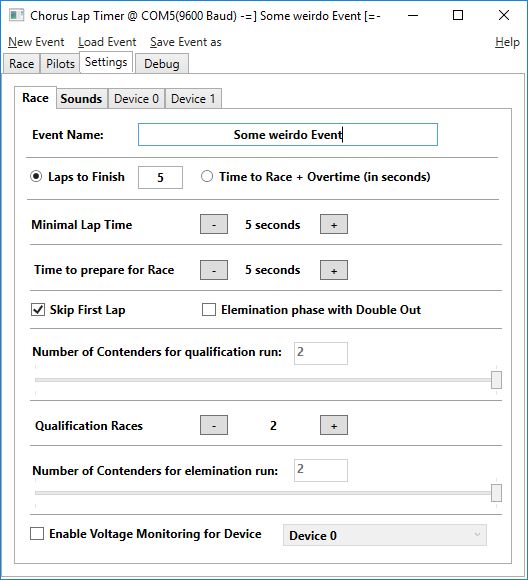 Chorus Lap Timer @ COM5(9600 Baud) -=] Some weirdo Event [=-
New Event Load Event Save Event as Help
Race Pilots Settings Debug
Race Sounds Device 0 Device 1
Event Name: Some weirdo Event
Laps to Finish 5 Time to Race + Overtime (in seconds)
Minimal Lap Time - 5 seconds +
Time to prepare for Race - 5 seconds +
Skip First Lap Elemination phase with Double Out
Number of Contenders for qualification run: 2
Qualification Races - 2 +
Number of Contenders for elemination run: 2
Enable Voltage Monitoring for Device Device 0